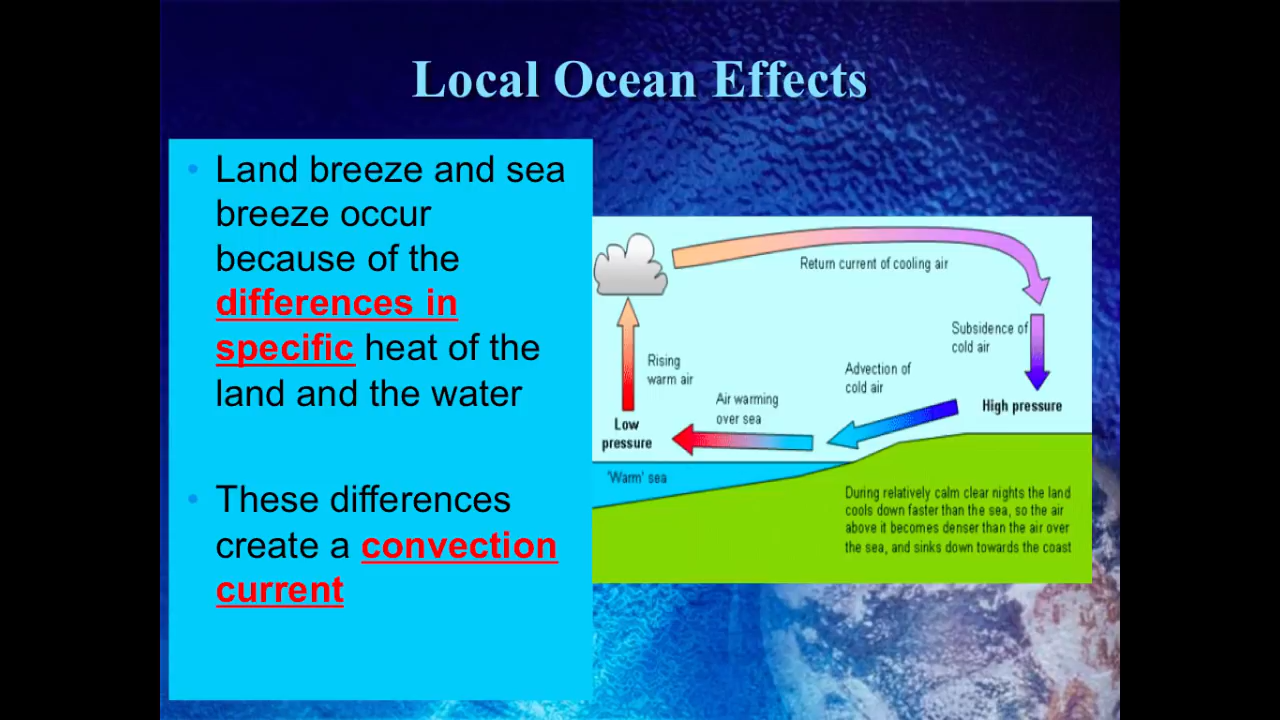 Local Ocean Effects
• Land breeze and sea
breeze occur
because of the
differences in
specific heat of the
land and the water
• These differences
create a convection
current
Return current of cooling air
Subsidence of
cold air
Rising
warm air
Advection of
cold air
Air warming
over sea
High pressure
Low
pressure
'Warm' sea
During relatively calm clear nights the land
cools down faster than the sea, so the air
above it becomes denser than the air over
the sea, and sinks down towards the coast